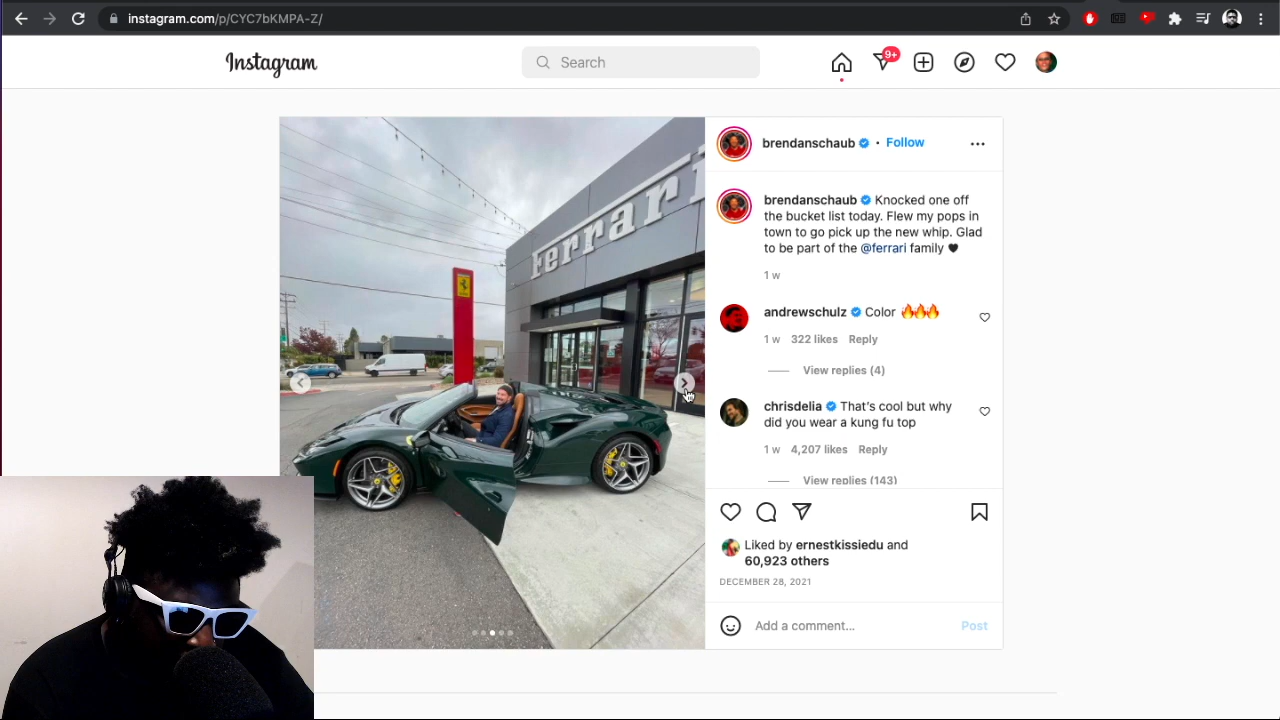 instagram.com/p/CYC7bKMPA-Z/
Instagram
Search
9+
brendanschaub • Follow
brendanschaub Knocked one off
the bucket list today. Flew my pops in
town to go pick up the new whip. Glad
to be part of the @ferrari family 🖤
1 w
andrewschulz Color 🔥🔥🔥
1 w 322 likes Reply
View replies (4)
chrisdelia That's cool but why
did you wear a kung fu top
1 w 4,207 likes Reply
View replies (143)
Liked by ernestkissiedu and
60,923 others
DECEMBER 28, 2021
Add a comment... Post
Ferrari